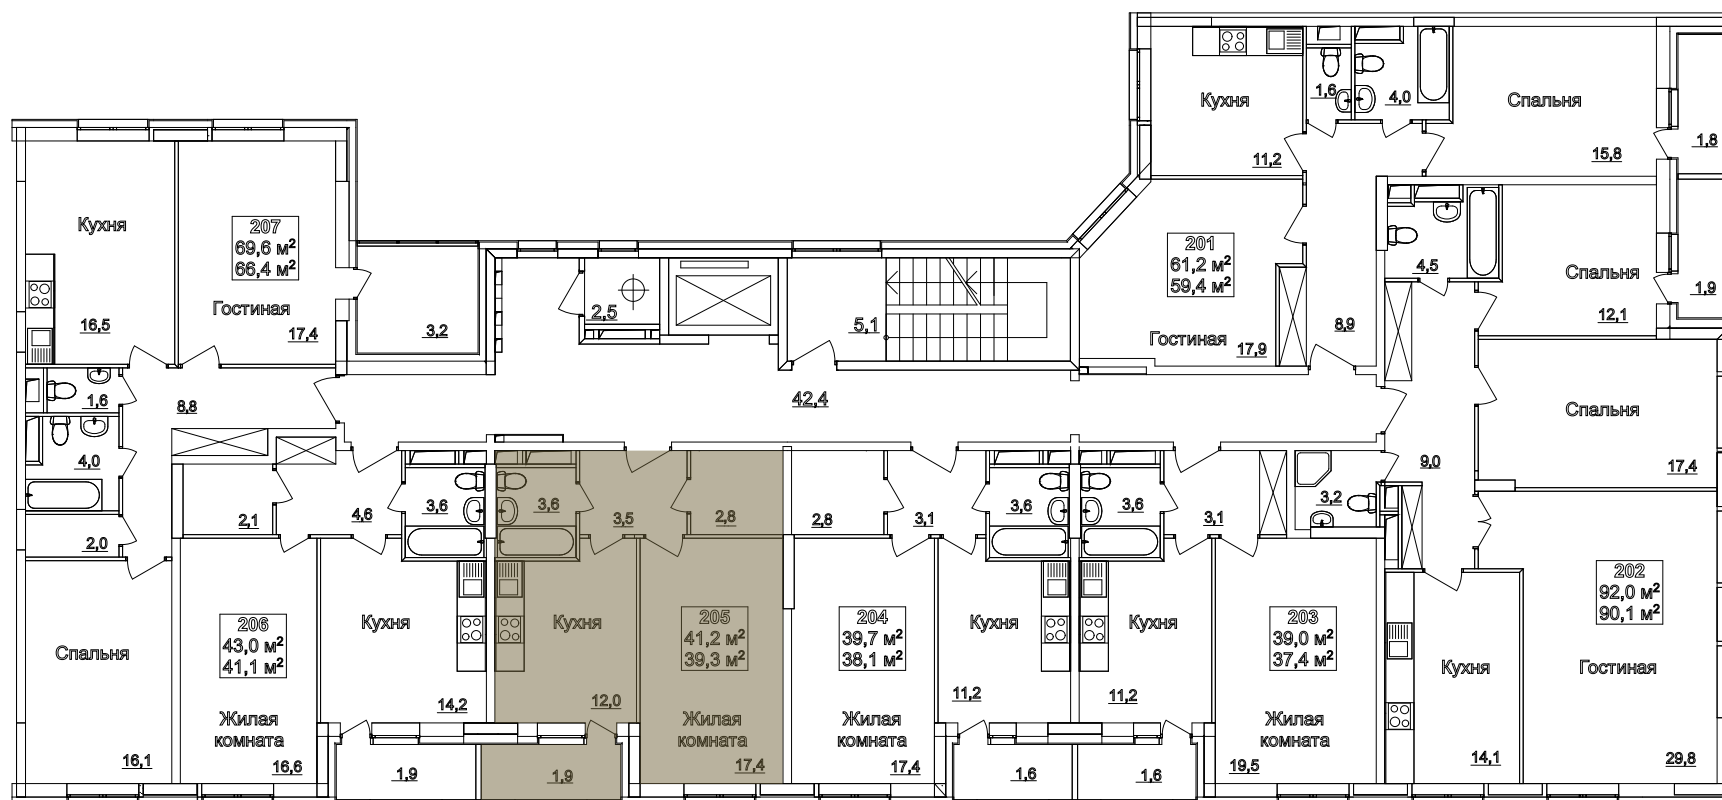 Кухня
1,6
4,0
Спальня
11,2
15,8
1,8
Кухня
207
69,6 м²
66,4 м²
Гостиная
16,5
17,4
3,2
2,5
5,1
201
61,2 м²
59,4 м²
Гостиная
17,9
8,9
4,5
Спальня
12,1
1,9
1,6
8,8
42,4
Спальня
17,4
4,0
2,1
2,0
4,6
3,6
3,6
3,5
2,8
2,8
3,1
3,6
3,6
3,1
3,2
9,0
Спальня
16,1
206
43,0 м²
41,1 м²
Жилая
комната
16,6
Кухня
14,2
1,9
Кухня
12,0
1,9
205
41,2 м²
39,3 м²
Жилая
комната
17,4
204
39,7 м²
38,1 м²
Жилая
комната
17,4
Кухня
11,2
1,6
Кухня
11,2
1,6
203
39,0 м²
37,4 м²
Жилая
комната
19,5
Кухня
14,1
202
92,0 м²
90,1 м²
Гостиная
29,8